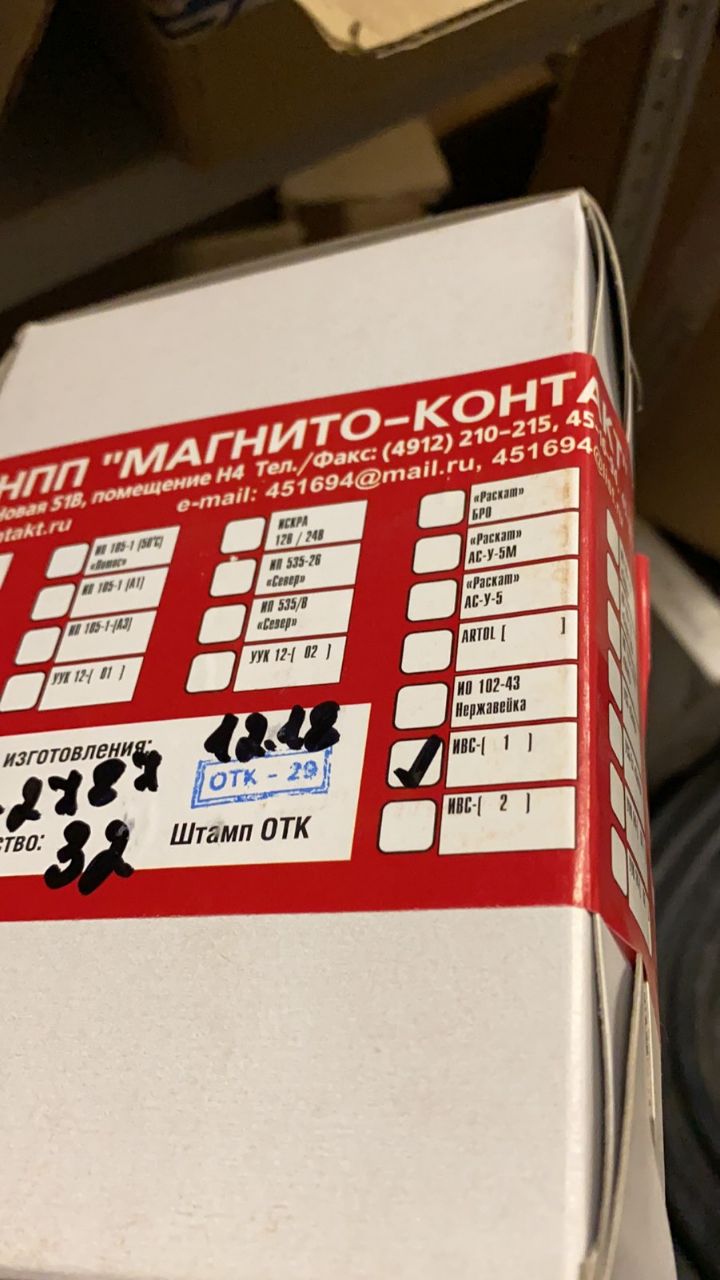 НПП "МАГНИТО-КОНТАКТ"
Новая 51В, помещение Н4 Тел./Факс: (4912) 210-215, 45
e-mail: 451694@mail.ru, 451694@
ntakt.ru
ИП 105-1 (50°C)
«Лотос»
ИП 105-1 (А1)
ИП 105-1-(А3)
УУК 12-( 01 )
ИСКРА
12В / 24В
ИП 535-26
«Север»
ИП 535/В
«Север»
УУК 12-( 02 )
«Раскат»
БРО
«Раскат»
АС-У-5М
«Раскат»
АС-У-5
ARTOL [ ]
ИО 102-43
Нержавейка
ИВС-[ 1 ]
ИВС-[ 2 ]
изготовления:
12.18
ОТК - 29
ство: 32
Штамп ОТК